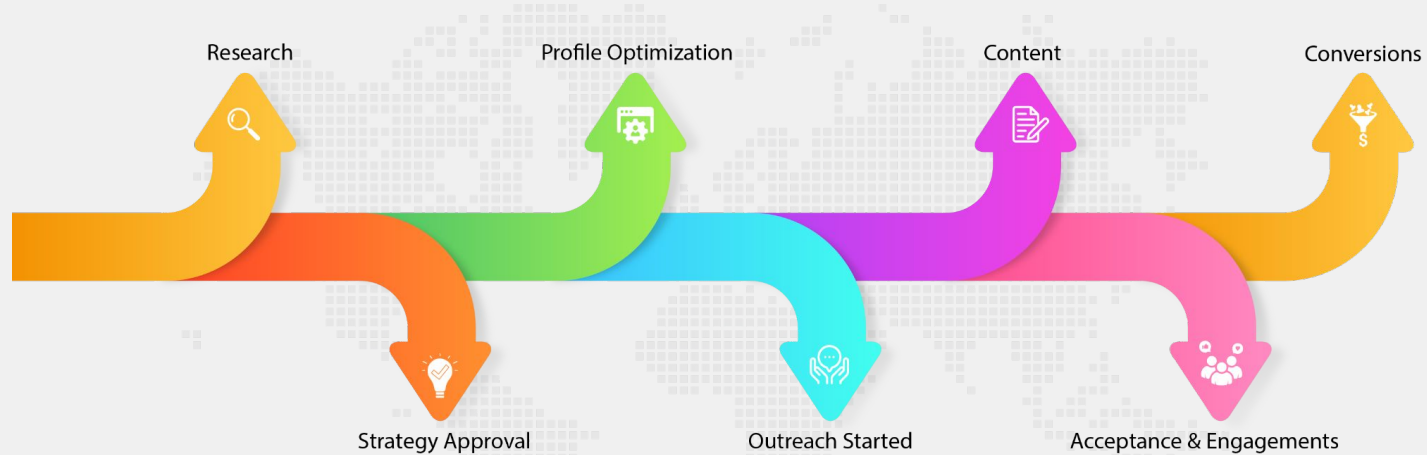 Research
Strategy Approval
Profile Optimization
Outreach Started
Content
Acceptance & Engagements
Conversions
$